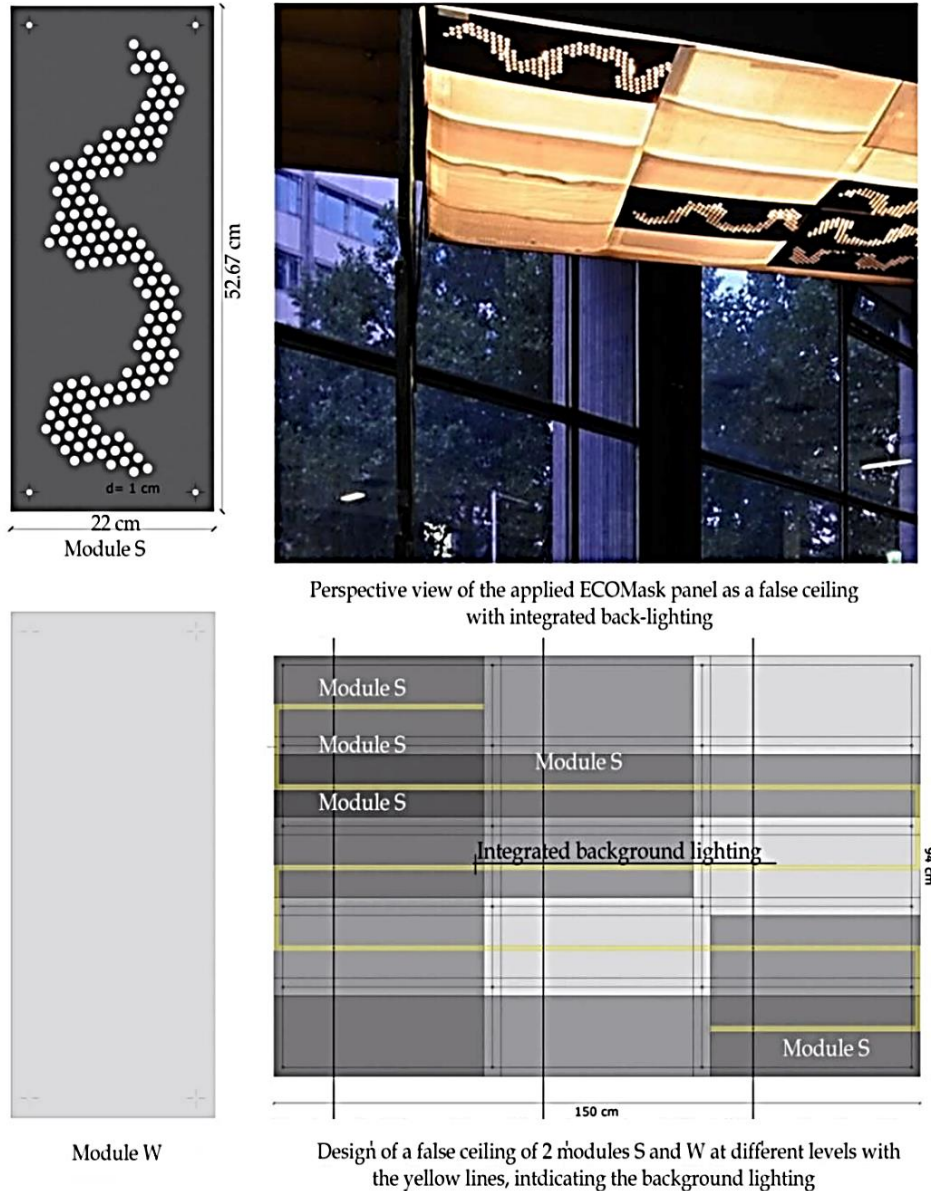 52.67 cm
d= 1 cm
22 cm
Module S
Perspective view of the applied ECOMask panel as a false ceiling
with integrated back-lighting
Module S
Module S
Module S
Module S
Integrated background lighting
94 cm
Module S
150 cm
Module W
Design of a false ceiling of 2 modules S and W at different levels with
the yellow lines, intdicating the background lighting